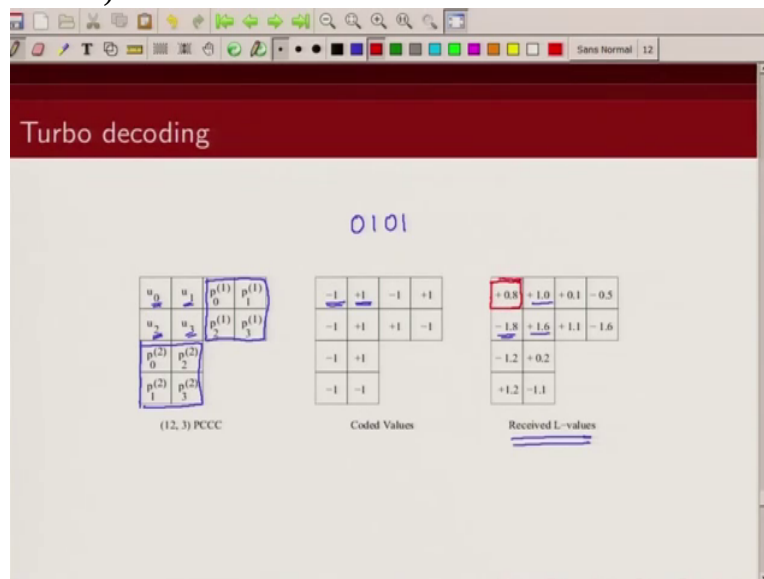 Sans Normal 12
Turbo decoding
0101
u0 u1 p(1)0 p(1)1
u2 u3 p(1)2 p(1)3
p(2)0 p(2)2
p(2)1 p(2)3
(12, 3) PCCC
−1 +1 −1 +1
−1 +1 +1 −1
−1 +1
−1 −1
Coded Values
+0.8 +1.0 +0.1 −0.5
−1.8 +1.6 +1.1 −1.6
−1.2 +0.2
+1.2 −1.1
Received L-values